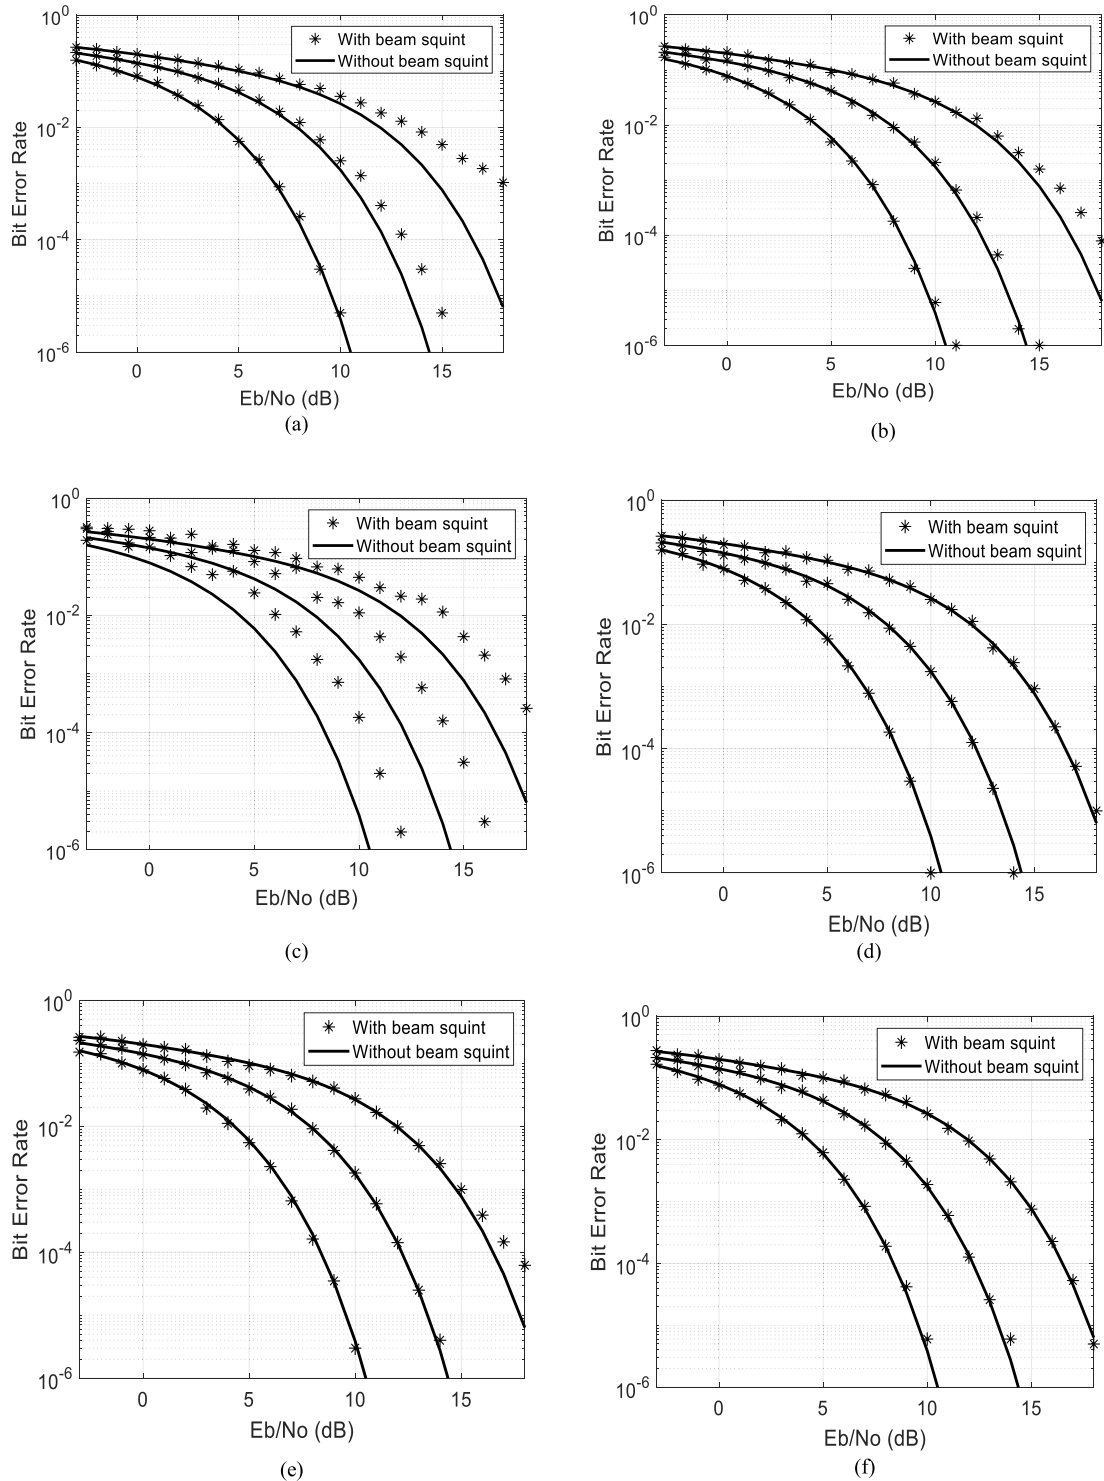 With beam squint
Without beam squint
10^0
10^-2
10^-4
10^-6
Bit Error Rate
0 5 10 15
Eb/No (dB)
(a)
With beam squint
Without beam squint
10^0
10^-2
10^-4
10^-6
Bit Error Rate
0 5 10 15
Eb/No (dB)
(b)
With beam squint
Without beam squint
10^0
10^-2
10^-4
10^-6
Bit Error Rate
0 5 10 15
Eb/No (dB)
(c)
With beam squint
Without beam squint
10^0
10^-2
10^-4
10^-6
Bit Error Rate
0 5 10 15
Eb/No (dB)
(d)
With beam squint
Without beam squint
10^0
10^-2
10^-4
10^-6
Bit Error Rate
0 5 10 15
Eb/No (dB)
(e)
With beam squint
Without beam squint
10^0
10^-2
10^-4
10^-6
Bit Error Rate
0 5 10 15
Eb/No (dB)
(f)